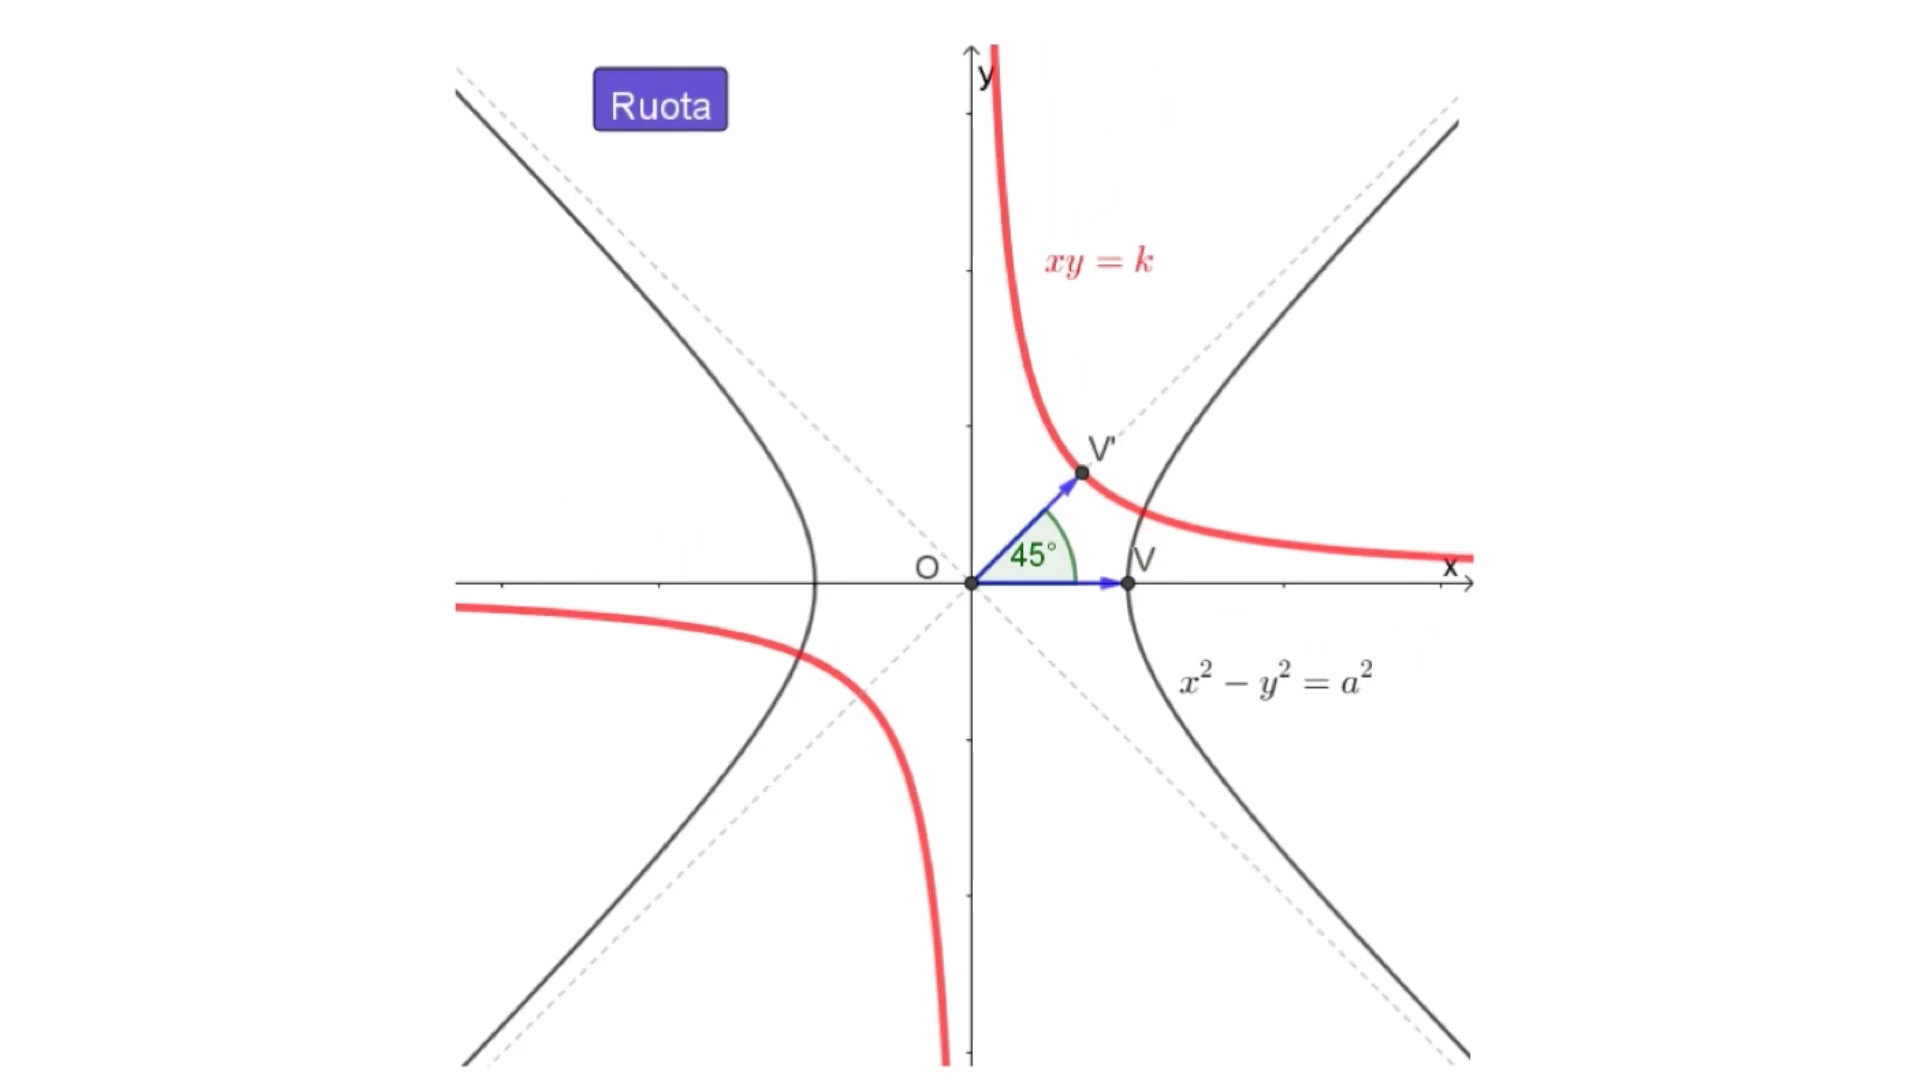 Ruota
y
xy = k
V'
45°
O
V
x
x² − y² = a²